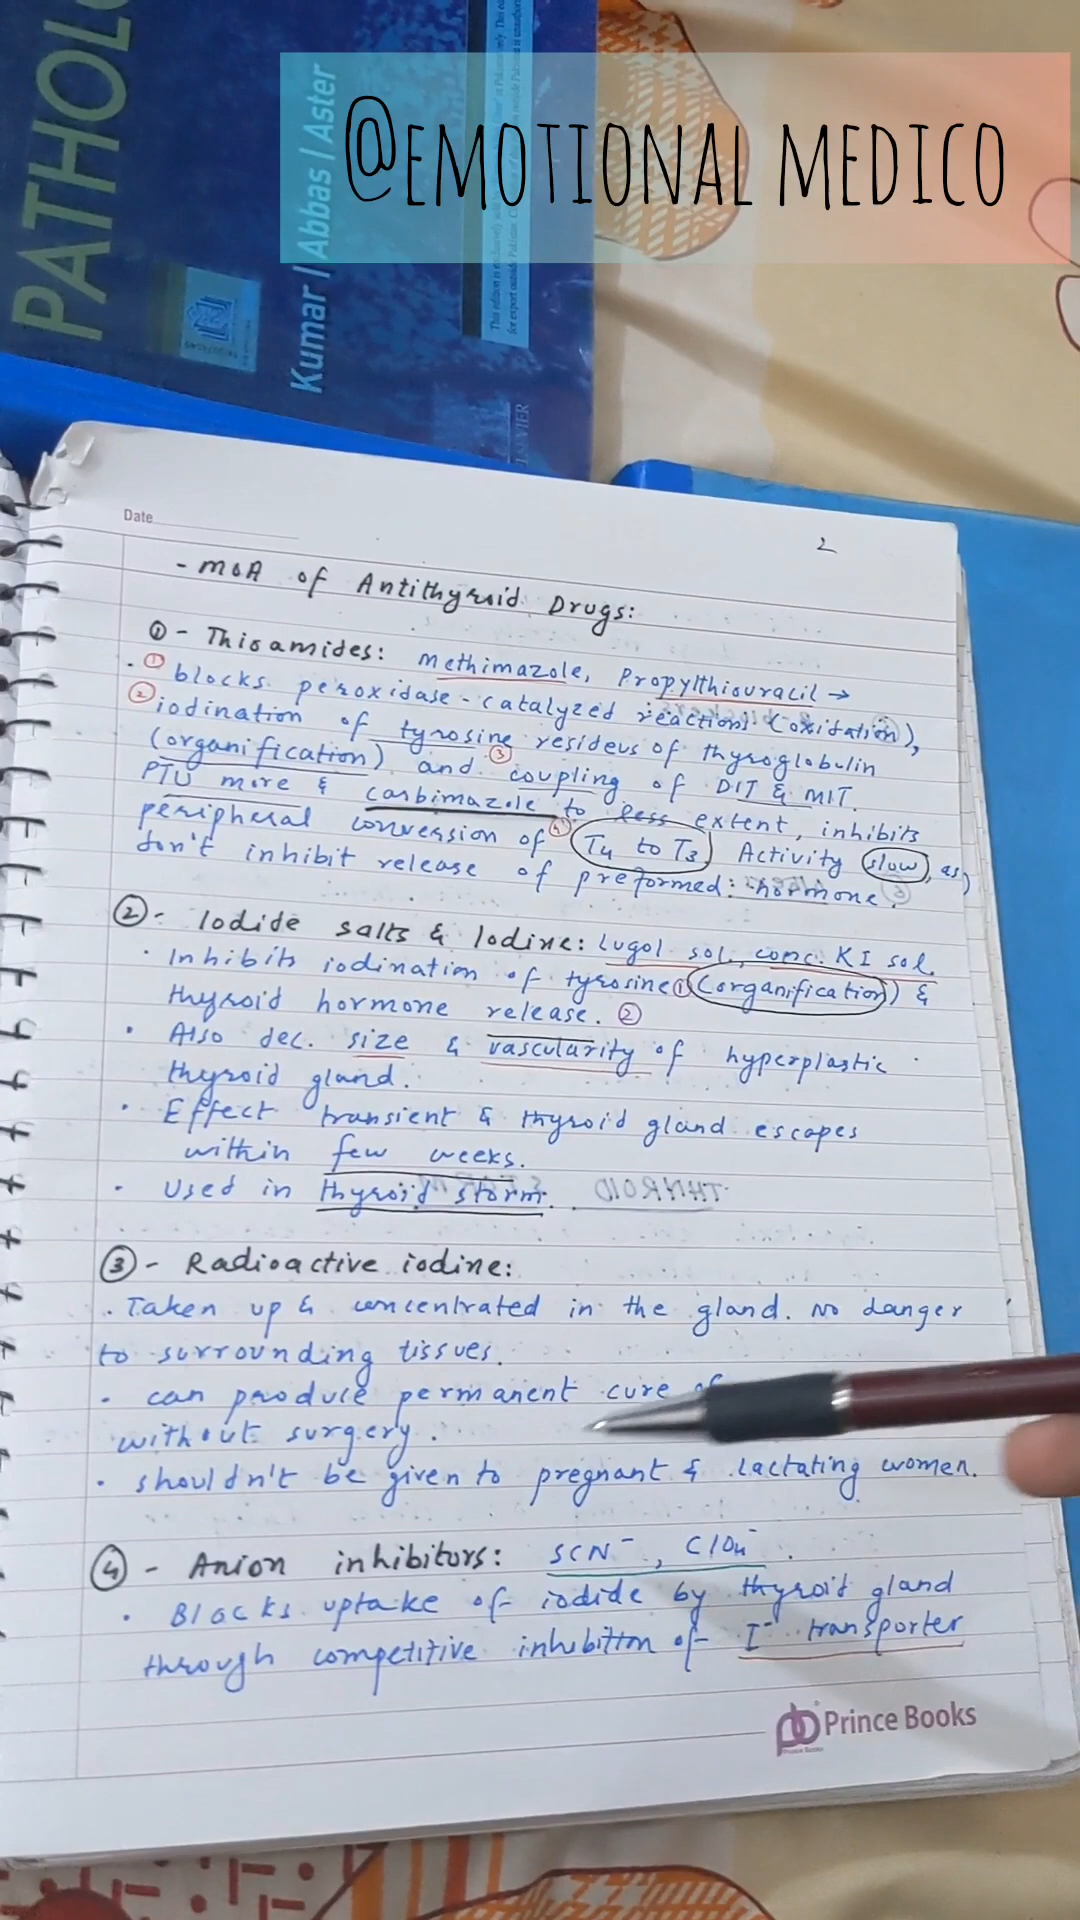 PATHOLO
Kumar | Abbas | Aster
ELSEVIER
@EMOTIONAL MEDICO
Date
2
- MOA of Antithyroid Drugs:
① - Thioamides: Methimazole, Propylthiouracil →
· ① blocks peroxidase-catalyzed reactions (oxidation),
② iodination of tyrosine resideus of thyroglobulin
(organification) and ③ coupling of DIT & MIT.
PTU more & carbimazole to less extent, inhibits
peripheral conversion of ④ T4 to T3. Activity slow, as
don't inhibit release of preformed hormone.
② - Iodide salts & Iodine: Lugol sol., conc. KI sol.
· Inhibits iodination of tyrosine ① (organification) &
thyroid hormone release. ②
· Also dec. size & vascularity of hyperplastic
thyroid gland.
· Effect transient & thyroid gland escapes
within few weeks.
· Used in thyroid storm. THYROID
③ - Radioactive iodine:
· Taken up & concentrated in the gland. No danger
to surrounding tissues.
· can produce permanent cure of
without surgery.
· shouldn't be given to pregnant & lactating women.
④ - Anion inhibitors: SCN⁻, ClO4⁻.
· Blocks uptake of iodide by thyroid gland
through competitive inhibition of I⁻ transporter
Prince Books